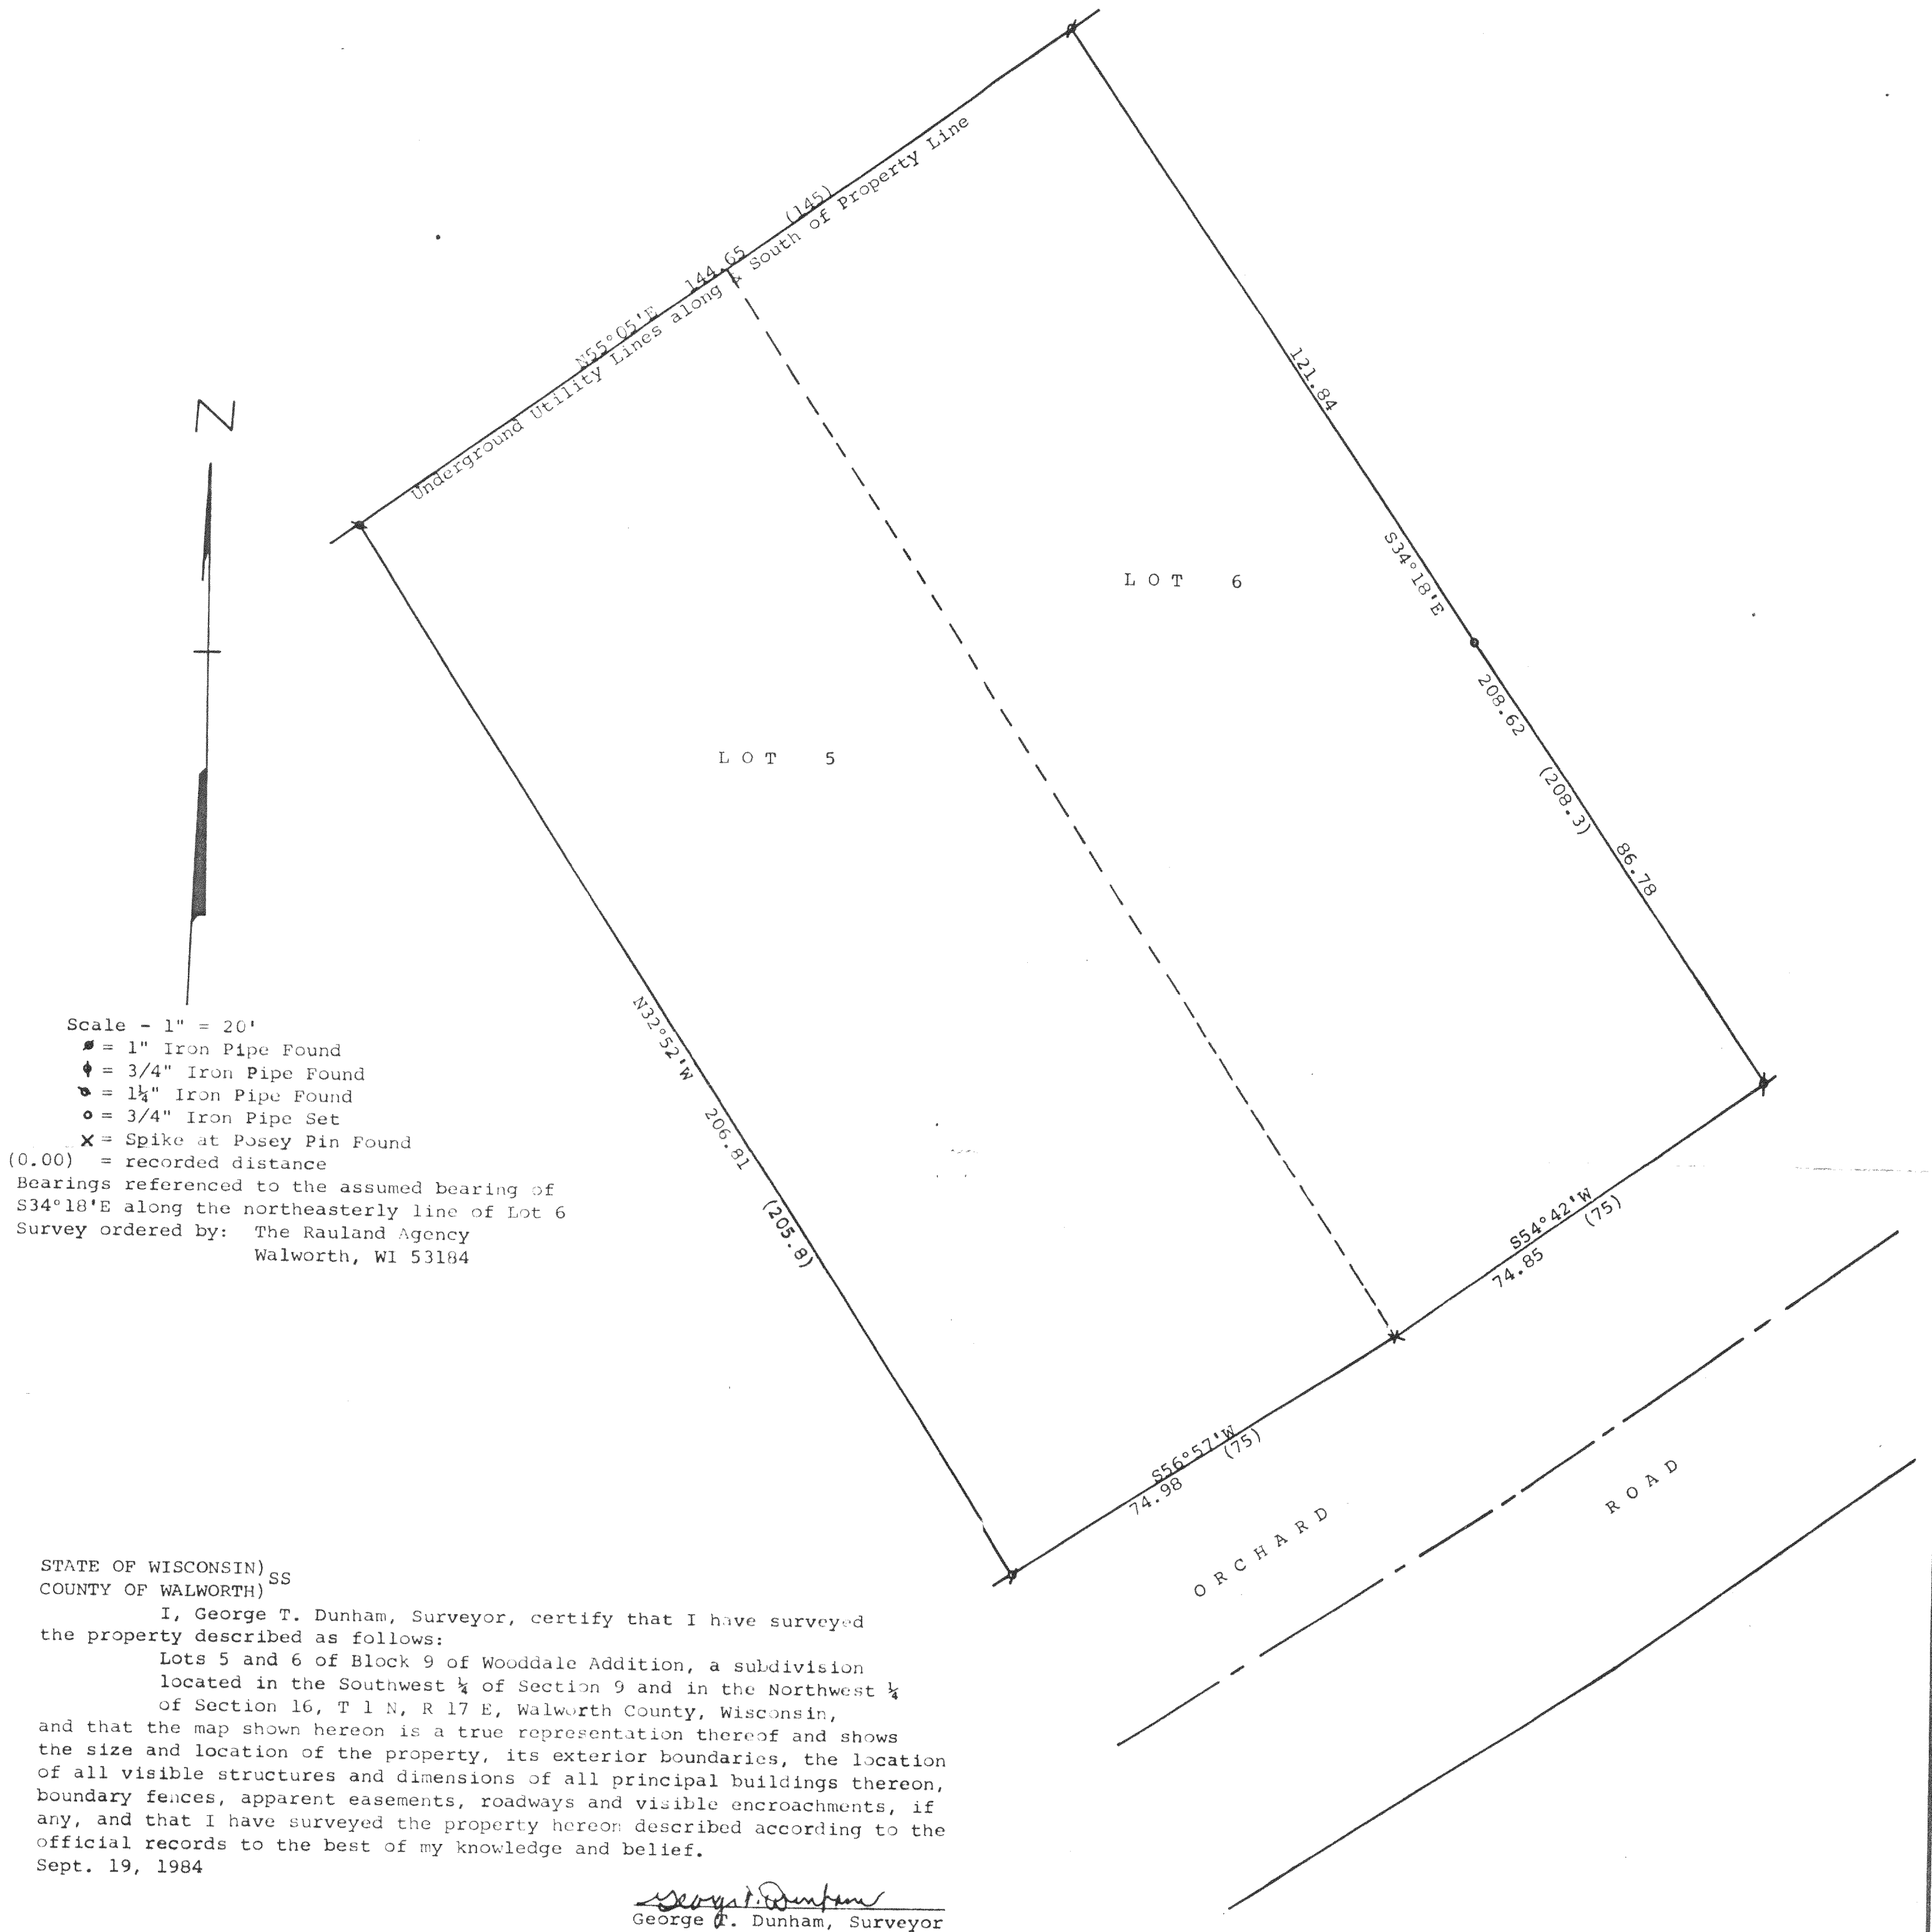 (145)
N55°05'E 144.65
Underground Utility Lines along & South of Property Line
N
121.84
S34°18'E
LOT 6
208.62
(208.3)
LOT 5
86.78
N32°52'W 206.81 (205.8)
Scale - 1" = 20'
= 1" Iron Pipe Found
= 3/4" Iron Pipe Found
= 1¼" Iron Pipe Found
= 3/4" Iron Pipe Set
X = Spike at Posey Pin Found
(0.00) = recorded distance
Bearings referenced to the assumed bearing of
S34°18'E along the northeasterly line of Lot 6
Survey ordered by: The Rauland Agency
Walworth, WI 53184
S54°42'W
74.85 (75)
S56°57'W
74.98 (75)
ORCHARD ROAD
STATE OF WISCONSIN) SS
COUNTY OF WALWORTH)
I, George T. Dunham, Surveyor, certify that I have surveyed
the property described as follows:
Lots 5 and 6 of Block 9 of Wooddale Addition, a subdivision
located in the Southwest ¼ of Section 9 and in the Northwest ¼
of Section 16, T 1 N, R 17 E, Walworth County, Wisconsin,
and that the map shown hereon is a true representation thereof and shows
the size and location of the property, its exterior boundaries, the location
of all visible structures and dimensions of all principal buildings thereon,
boundary fences, apparent easements, roadways and visible encroachments, if
any, and that I have surveyed the property hereon described according to the
official records to the best of my knowledge and belief.
Sept. 19, 1984
George T. Dunham
George T. Dunham, Surveyor